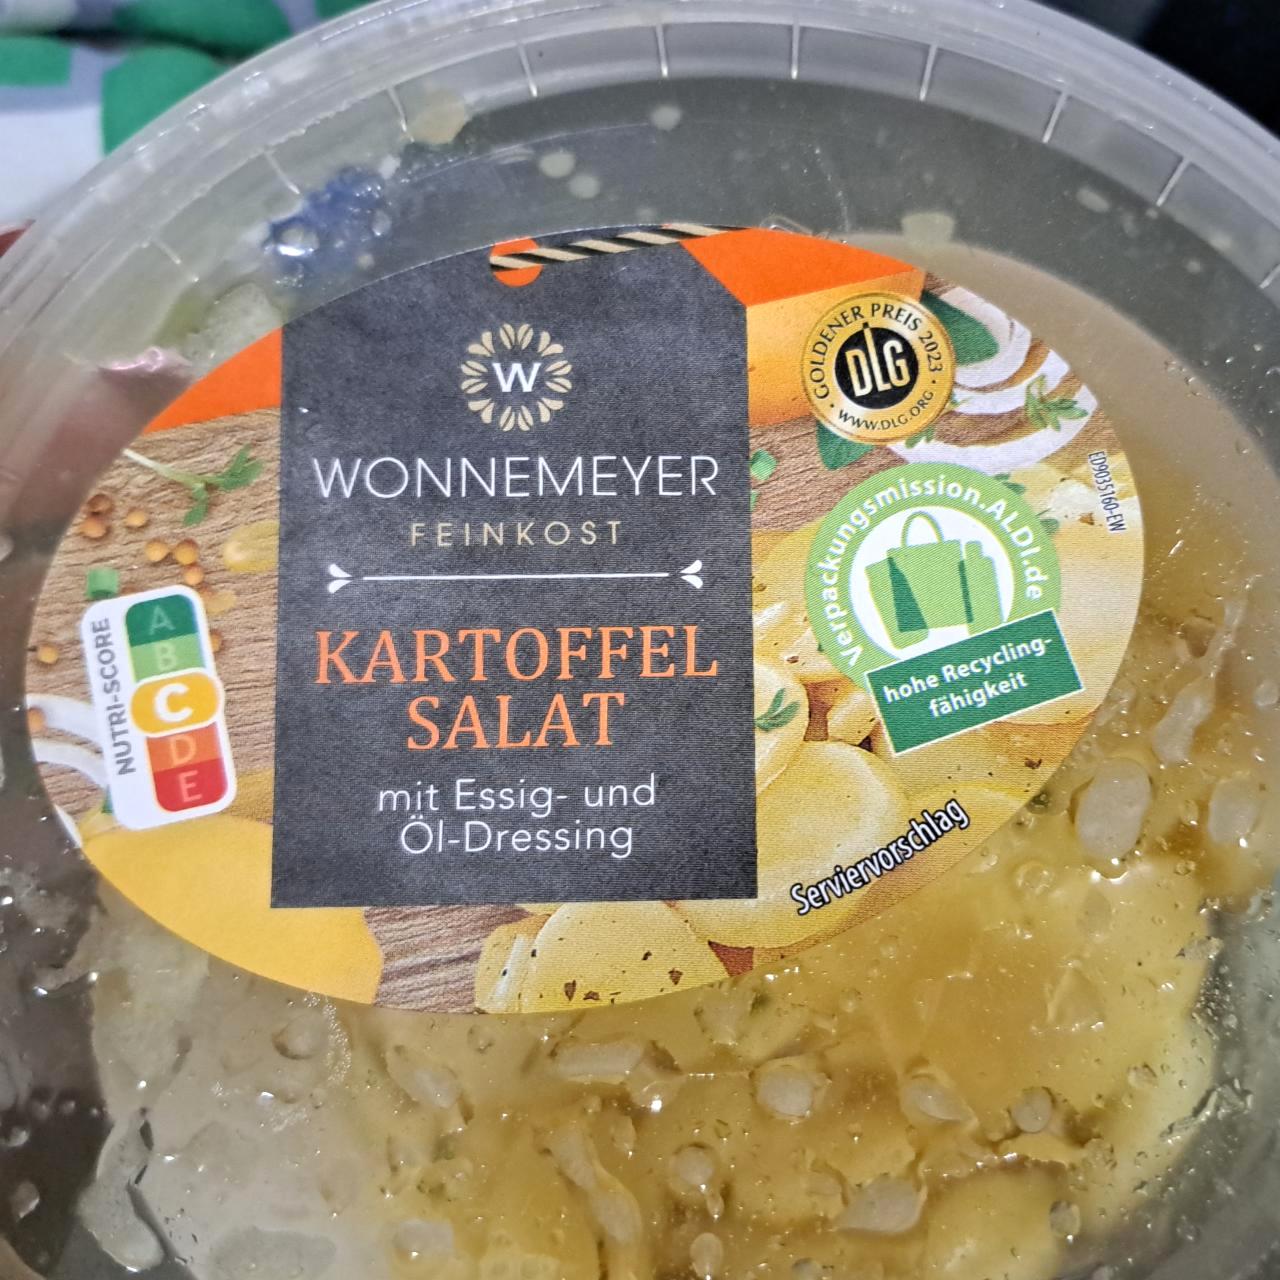 W
WONNEMEYER
FEINKOST
KARTOFFEL
SALAT
mit Essig- und
Öl-Dressing
NUTRI-SCORE
A
B
C
D
E
GOLDENER PREIS 2023
DLG
WWW.DLG.ORG
Verpackungsmission.ALDI.de
hohe Recycling-
fähigkeit
Serviervorschlag
ED9035160-EW